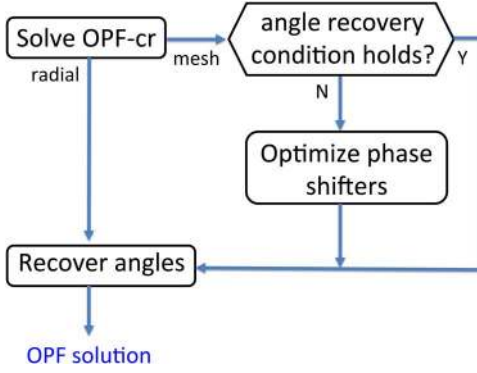 Solve OPF-cr
angle recovery
condition holds?
mesh
Y
radial
N
Optimize phase
shifters
Recover angles
OPF solution